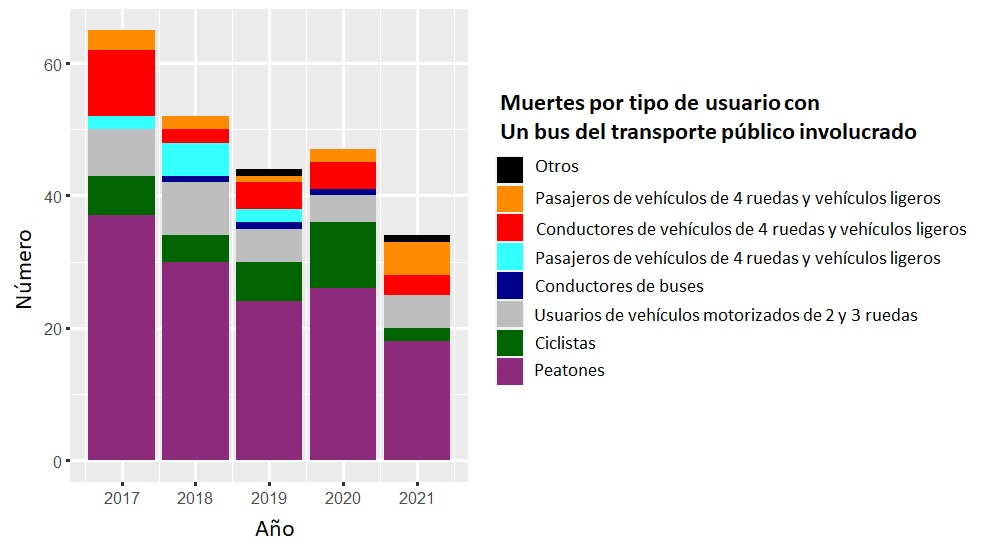 Muertes por tipo de usuario con
Un bus del transporte público involucrado
Otros
Pasajeros de vehículos de 4 ruedas y vehículos ligeros
Conductores de vehículos de 4 ruedas y vehículos ligeros
Pasajeros de vehículos de 4 ruedas y vehículos ligeros
Conductores de buses
Usuarios de vehículos motorizados de 2 y 3 ruedas
Ciclistas
Peatones
Número
60
40
20
0
2017 2018 2019 2020 2021
Año